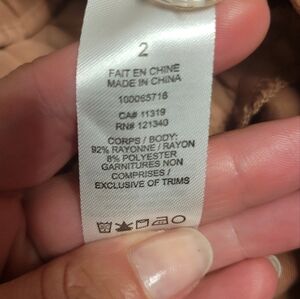 2
FAIT EN CHINE
MADE IN CHINA
100065716
CA# 11319
RN# 121340
CORPS / BODY:
92% RAYONNE / RAYON
8% POLYESTER
GARNITURES NON
COMPRISES /
EXCLUSIVE OF TRIMS